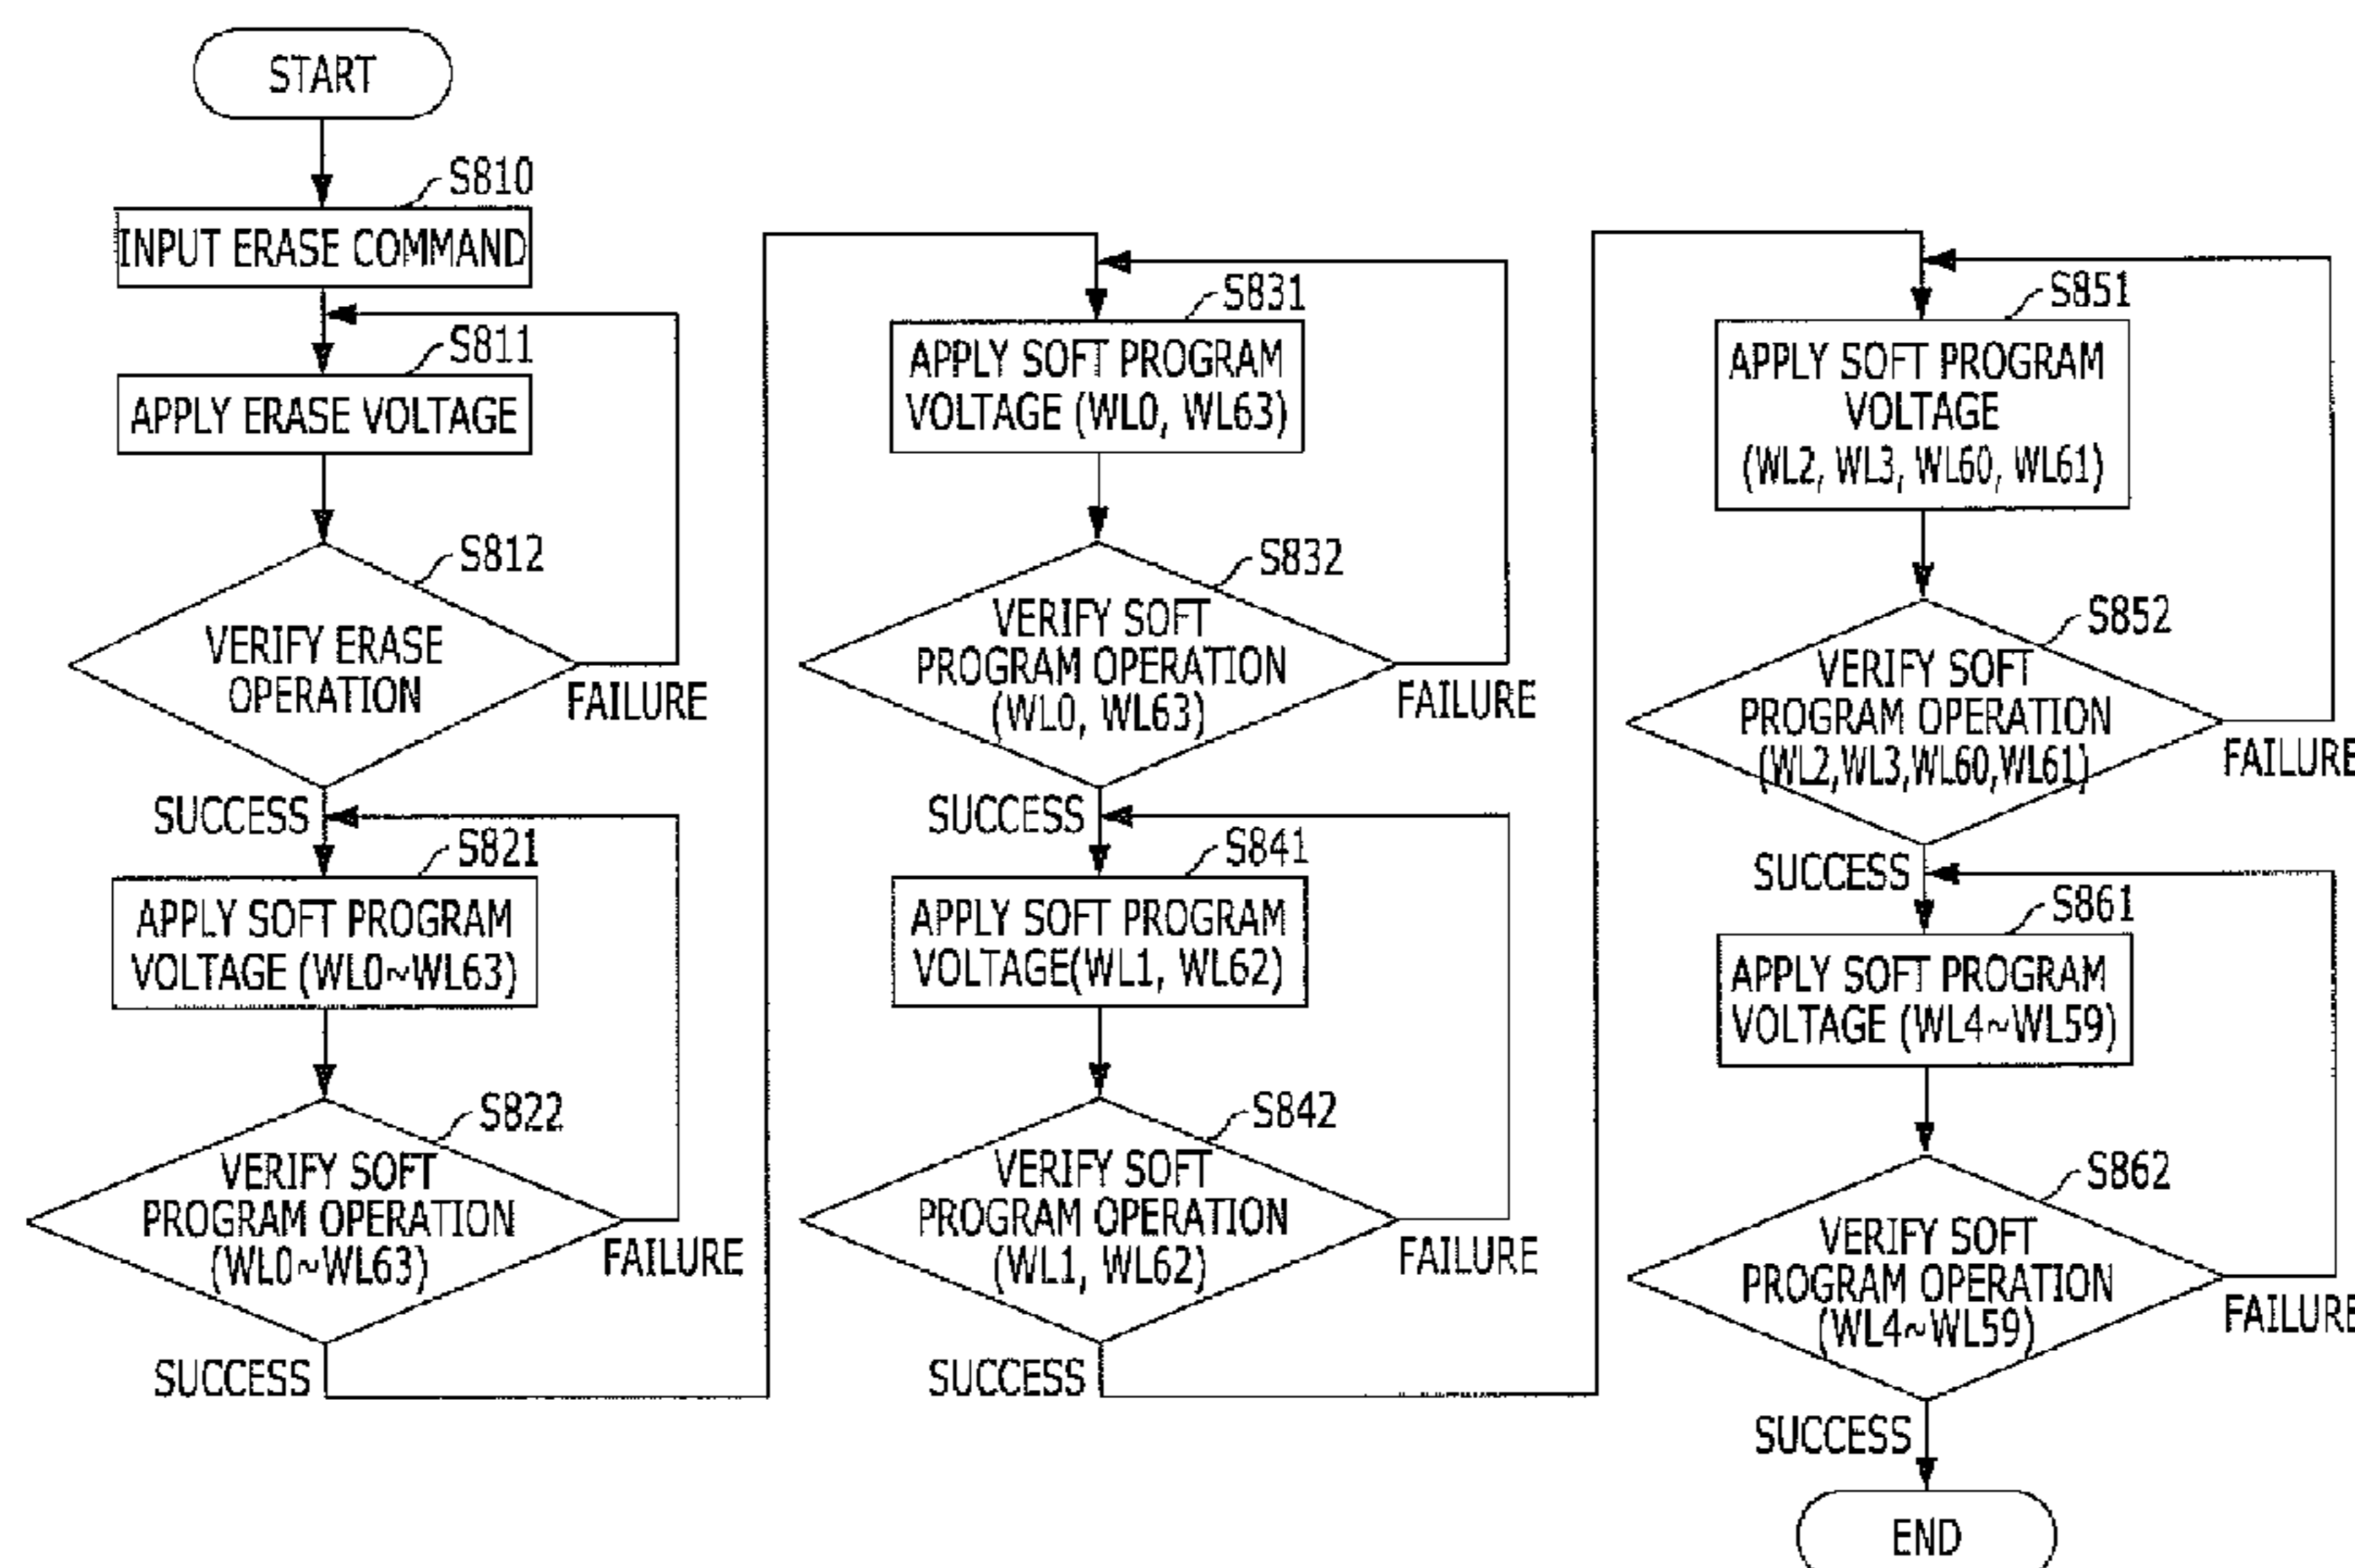 START
S810
INPUT ERASE COMMAND
S811
APPLY ERASE VOLTAGE
S812
VERIFY ERASE
OPERATION
FAILURE
SUCCESS
S821
APPLY SOFT PROGRAM
VOLTAGE (WL0~WL63)
S822
VERIFY SOFT
PROGRAM OPERATION
(WL0~WL63)
FAILURE
SUCCESS
S831
APPLY SOFT PROGRAM
VOLTAGE (WL0, WL63)
S832
VERIFY SOFT
PROGRAM OPERATION
(WL0, WL63)
FAILURE
SUCCESS
S841
APPLY SOFT PROGRAM
VOLTAGE(WL1, WL62)
S842
VERIFY SOFT
PROGRAM OPERATION
(WL1, WL62)
FAILURE
SUCCESS
S851
APPLY SOFT PROGRAM
VOLTAGE
(WL2, WL3, WL60, WL61)
S852
VERIFY SOFT
PROGRAM OPERATION
(WL2,WL3,WL60,WL61)
FAILURE
SUCCESS
S861
APPLY SOFT PROGRAM
VOLTAGE (WL4~WL59)
S862
VERIFY SOFT
PROGRAM OPERATION
(WL4~WL59)
FAILURE
SUCCESS
END